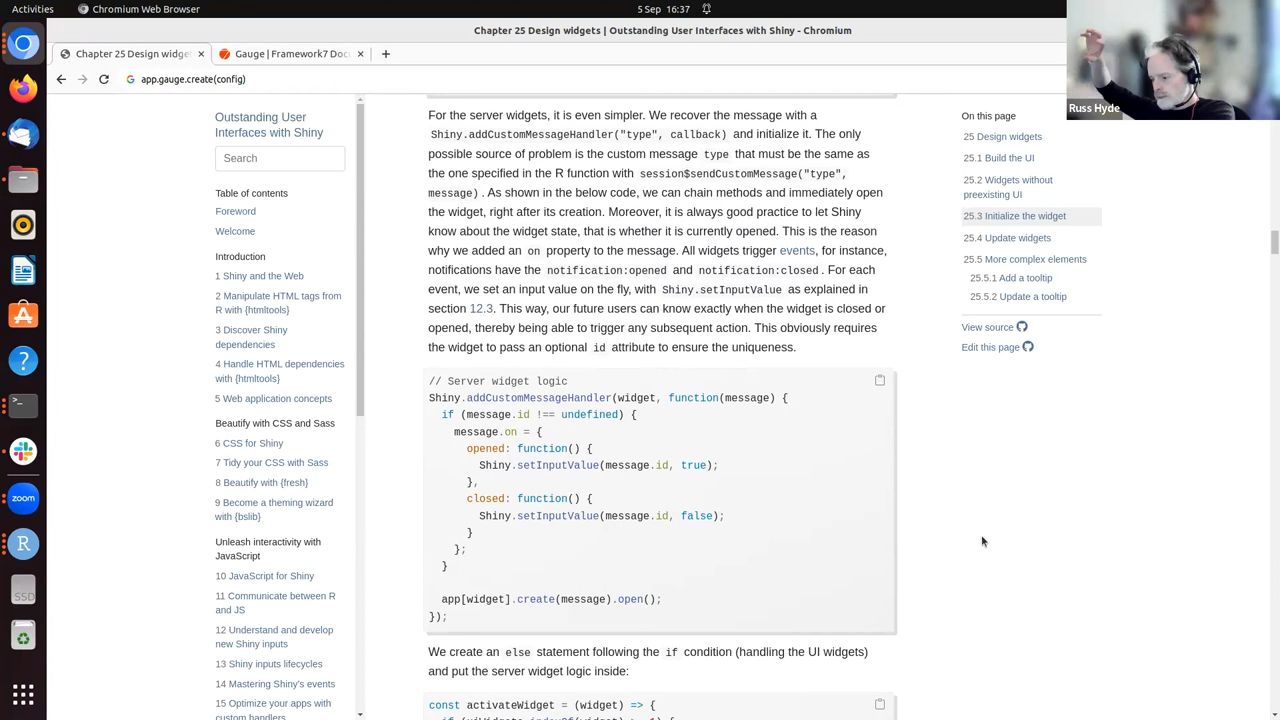 Activities
Chromium Web Browser
5 Sep 16:37
Chapter 25 Design widgets | Outstanding User Interfaces with Shiny - Chromium
Chapter 25 Design widge
Gauge | Framework7 Doc
app.gauge.create(config)
Russ Hyde
Outstanding User
Interfaces with Shiny
Search
Table of contents
Foreword
Welcome
Introduction
1 Shiny and the Web
2 Manipulate HTML tags from
R with {htmltools}
3 Discover Shiny
dependencies
4 Handle HTML dependencies
with {htmltools}
5 Web application concepts
Beautify with CSS and Sass
6 CSS for Shiny
7 Tidy your CSS with Sass
8 Beautify with {fresh}
9 Become a theming wizard
with {bslib}
Unleash interactivity with
JavaScript
10 JavaScript for Shiny
11 Communicate between R
and JS
12 Understand and develop
new Shiny inputs
13 Shiny inputs lifecycles
14 Mastering Shiny's events
15 Optimize your apps with
custom handlers
For the server widgets, it is even simpler. We recover the message with a
Shiny.addCustomMessageHandler("type", callback) and initialize it. The only
possible source of problem is the custom message type that must be the same as
the one specified in the R function with session$sendCustomMessage("type",
message). As shown in the below code, we can chain methods and immediately open
the widget, right after its creation. Moreover, it is always good practice to let Shiny
know about the widget state, that is whether it is currently opened. This is the reason
why we added an on property to the message. All widgets trigger events, for instance,
notifications have the notification:opened and notification:closed. For each
event, we set an input value on the fly, with Shiny.setInputValue as explained in
section 12.3. This way, our future users can know exactly when the widget is closed or
opened, thereby being able to trigger any subsequent action. This obviously requires
the widget to pass an optional id attribute to ensure the uniqueness.
// Server widget logic
Shiny.addCustomMessageHandler(widget, function(message) {
if (message.id !== undefined) {
message.on = {
opened: function() {
Shiny.setInputValue(message.id, true);
},
closed: function() {
Shiny.setInputValue(message.id, false);
}
};
}
app[widget].create(message).open();
});
We create an else statement following the if condition (handling the UI widgets)
and put the server widget logic inside:
const activateWidget = (widget) => {
if (uiWidgets.indexOf(widget) > -1) {
On this page
25 Design widgets
25.1 Build the UI
25.2 Widgets without
preexisting UI
25.3 Initialize the widget
25.4 Update widgets
25.5 More complex elements
25.5.1 Add a tooltip
25.5.2 Update a tooltip
View source
Edit this page
zoom
R
SSD